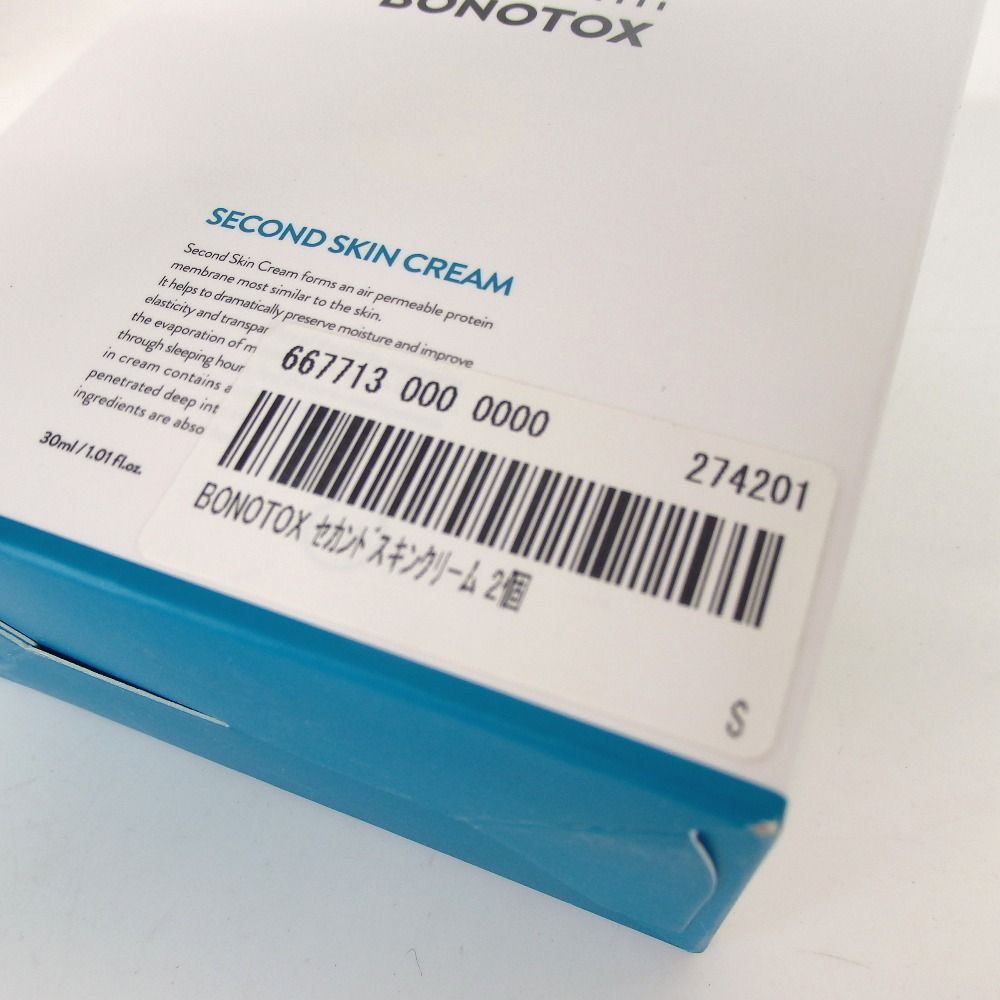 BONOTOX
SECOND SKIN CREAM
Second Skin Cream forms an air permeable protein
membrane most similar to the skin.
It helps to dramatically preserve moisture and improve
elasticity and transpar
the evaporation of m
through sleeping hour
in cream contains a
penetrated deep int
ingredients are abso
30ml / 1.01 fl.oz.
667713 000 0000
274201
BONOTOX セカンドスキンクリーム 2個
S